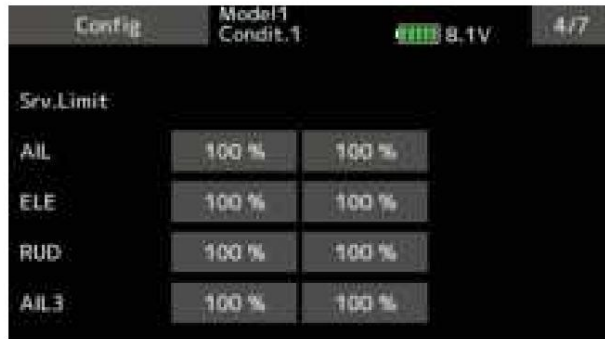 Config
Model1
Condit.1
8.1V
4/7
Srv.Limit
AIL 100 % 100 %
ELE 100 % 100 %
RUD 100 % 100 %
AIL3 100 % 100 %